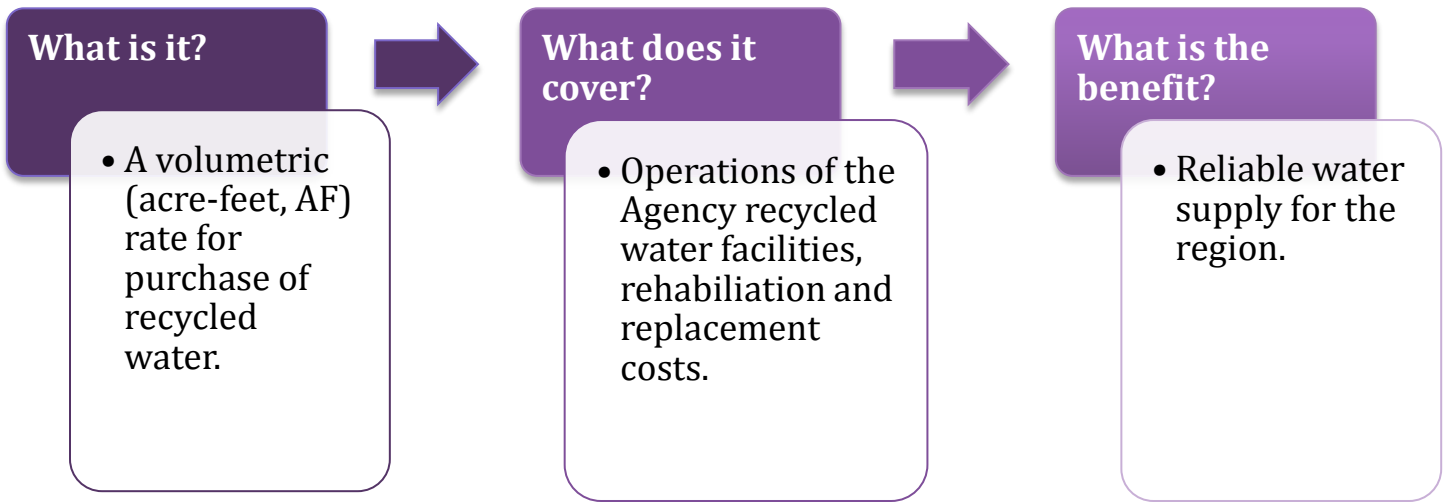 What is it?
• A volumetric
(acre-feet, AF)
rate for
purchase of
recycled
water.
What does it
cover?
• Operations of the
Agency recycled
water facilities,
rehabiliation and
replacement
costs.
What is the
benefit?
• Reliable water
supply for the
region.